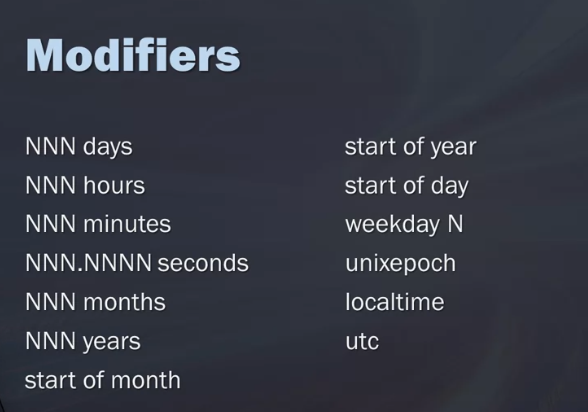 Modifiers
NNN days
NNN hours
NNN minutes
NNN.NNNN seconds
NNN months
NNN years
start of month
start of year
start of day
weekday N
unixepoch
localtime
utc